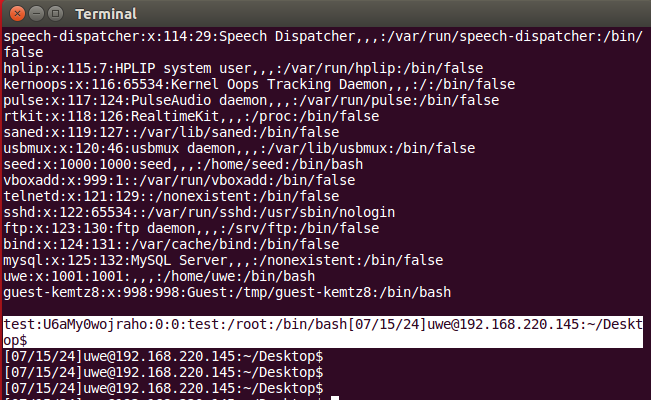 Terminal
speech-dispatcher:x:114:29:Speech Dispatcher,,,:/var/run/speech-dispatcher:/bin/
false
hplip:x:115:7:HPLIP system user,,,:/var/run/hplip:/bin/false
kernoops:x:116:65534:Kernel Oops Tracking Daemon,,,:/:/bin/false
pulse:x:117:124:PulseAudio daemon,,,:/var/run/pulse:/bin/false
rtkit:x:118:126:RealtimeKit,,,:/proc:/bin/false
saned:x:119:127::/var/lib/saned:/bin/false
usbmux:x:120:46:usbmux daemon,,,:/var/lib/usbmux:/bin/false
seed:x:1000:1000:seed,,,:/home/seed:/bin/bash
vboxadd:x:999:1::/var/run/vboxadd:/bin/false
telnetd:x:121:129::/nonexistent:/bin/false
sshd:x:122:65534::/var/run/sshd:/usr/sbin/nologin
ftp:x:123:130:ftp daemon,,,:/srv/ftp:/bin/false
bind:x:124:131::/var/cache/bind:/bin/false
mysql:x:125:132:MySQL Server,,,:/nonexistent:/bin/false
uwe:x:1001:1001:,,,:/home/uwe:/bin/bash
guest-kemtz8:x:998:998:Guest:/tmp/guest-kemtz8:/bin/bash
test:U6aMy0wojraho:0:0:test:/root:/bin/bash[07/15/24]uwe@192.168.220.145:~/Deskt
op$
[07/15/24]uwe@192.168.220.145:~/Desktop$
[07/15/24]uwe@192.168.220.145:~/Desktop$
[07/15/24]uwe@192.168.220.145:~/Desktop$
[07/15/24]uwe@192.168.220.145:~/Desktop$